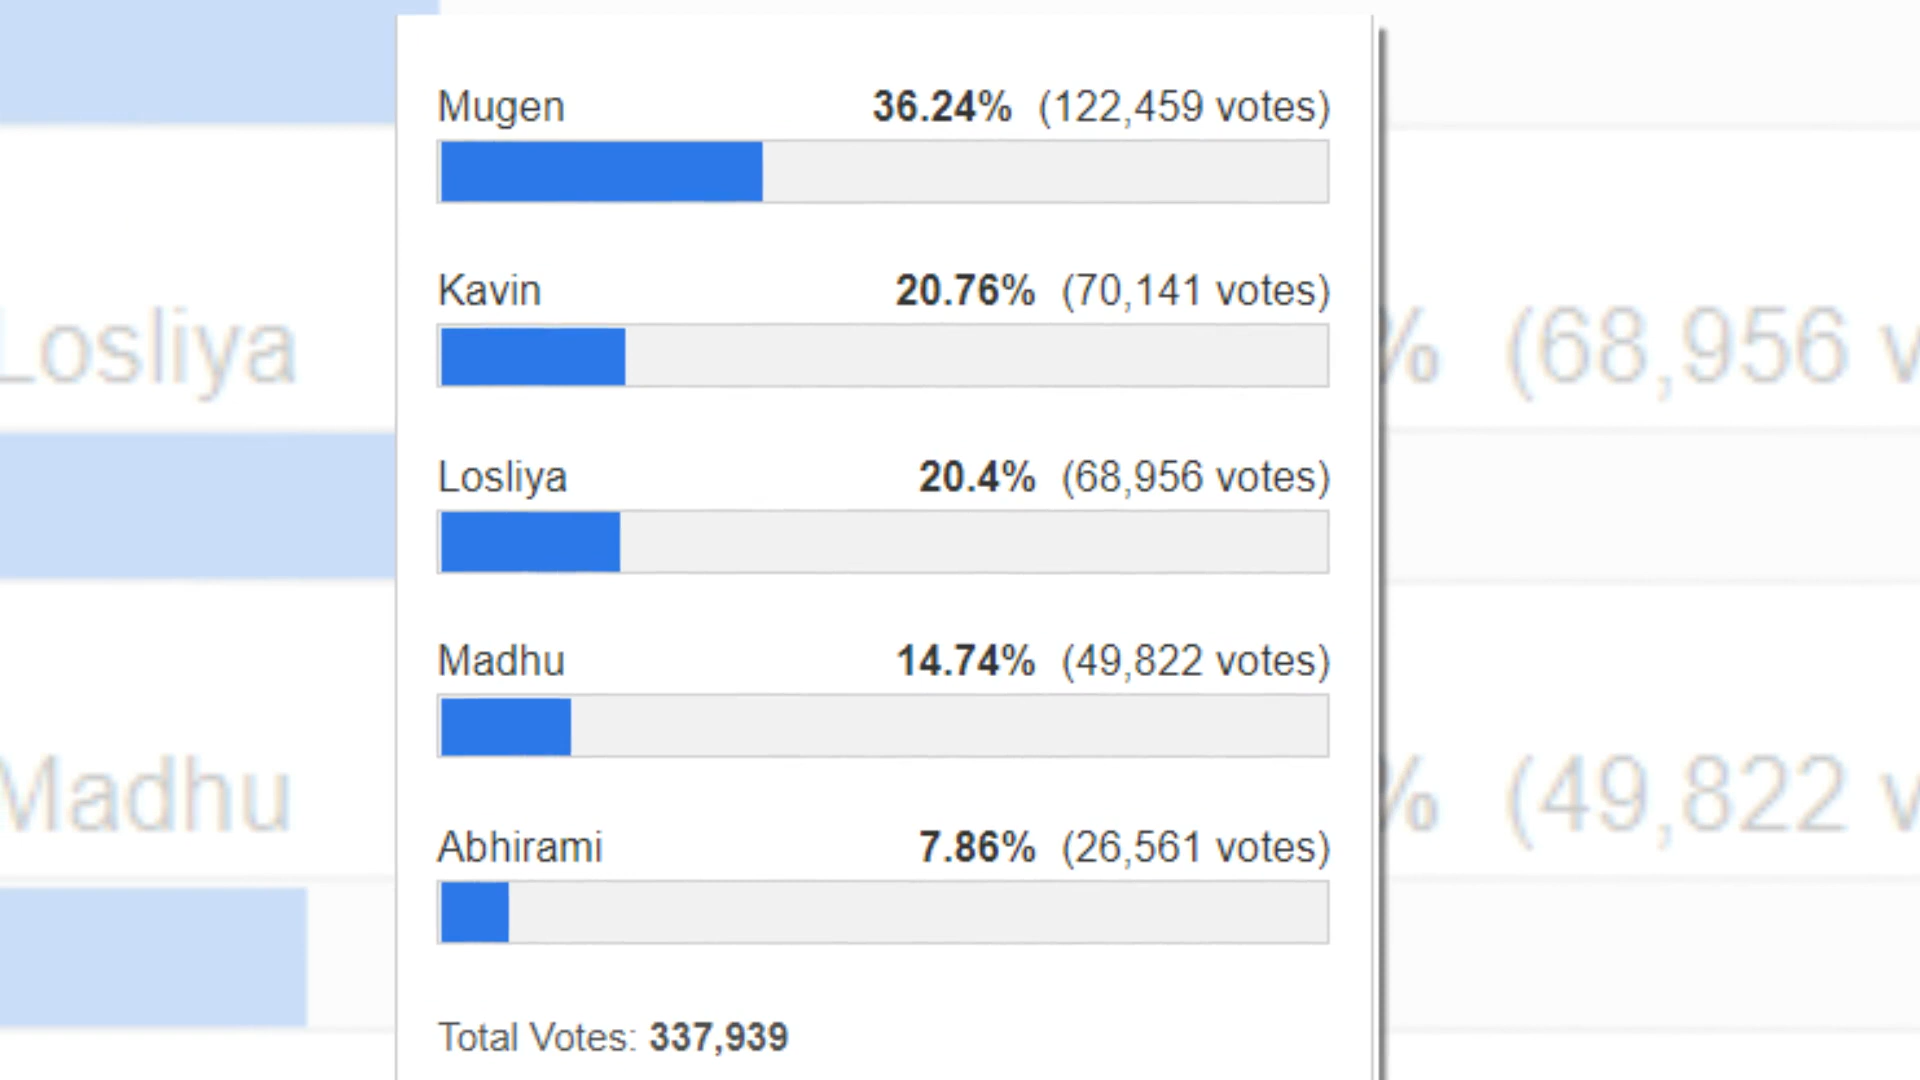 Mugen 36.24% (122,459 votes)
Kavin 20.76% (70,141 votes)
Losliya % (68,956 v
Losliya 20.4% (68,956 votes)
Madhu 14.74% (49,822 votes)
Madhu % (49,822 v
Abhirami 7.86% (26,561 votes)
Total Votes: 337,939